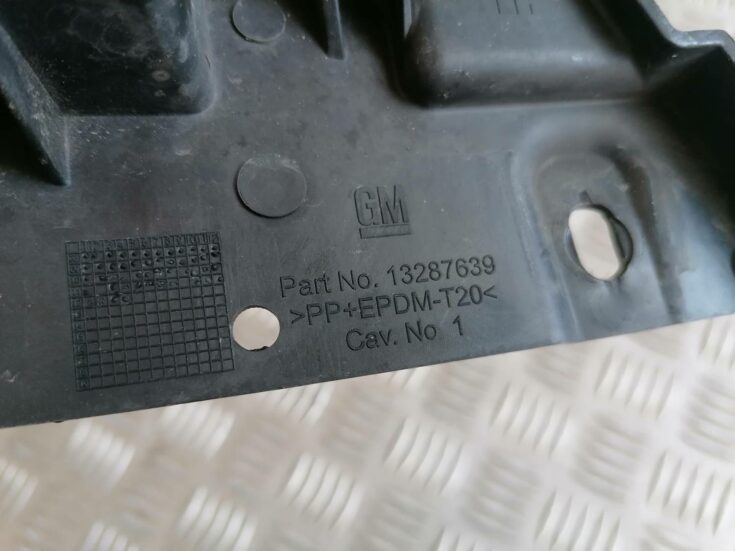 GM
Part No. 13287639
>PP+EPDM-T20<
Cav. No 1